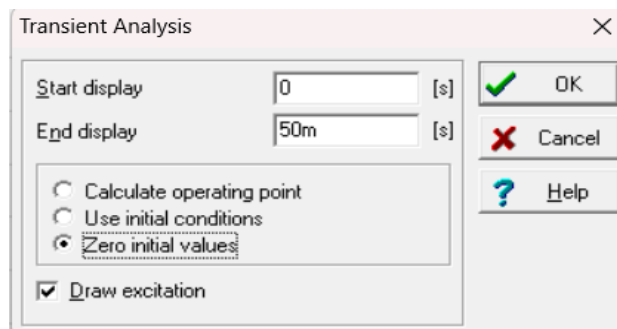 Transient Analysis
Start display 0 [s] OK
End display 50m [s] Cancel
Calculate operating point Help
Use initial conditions
Zero initial values
Draw excitation